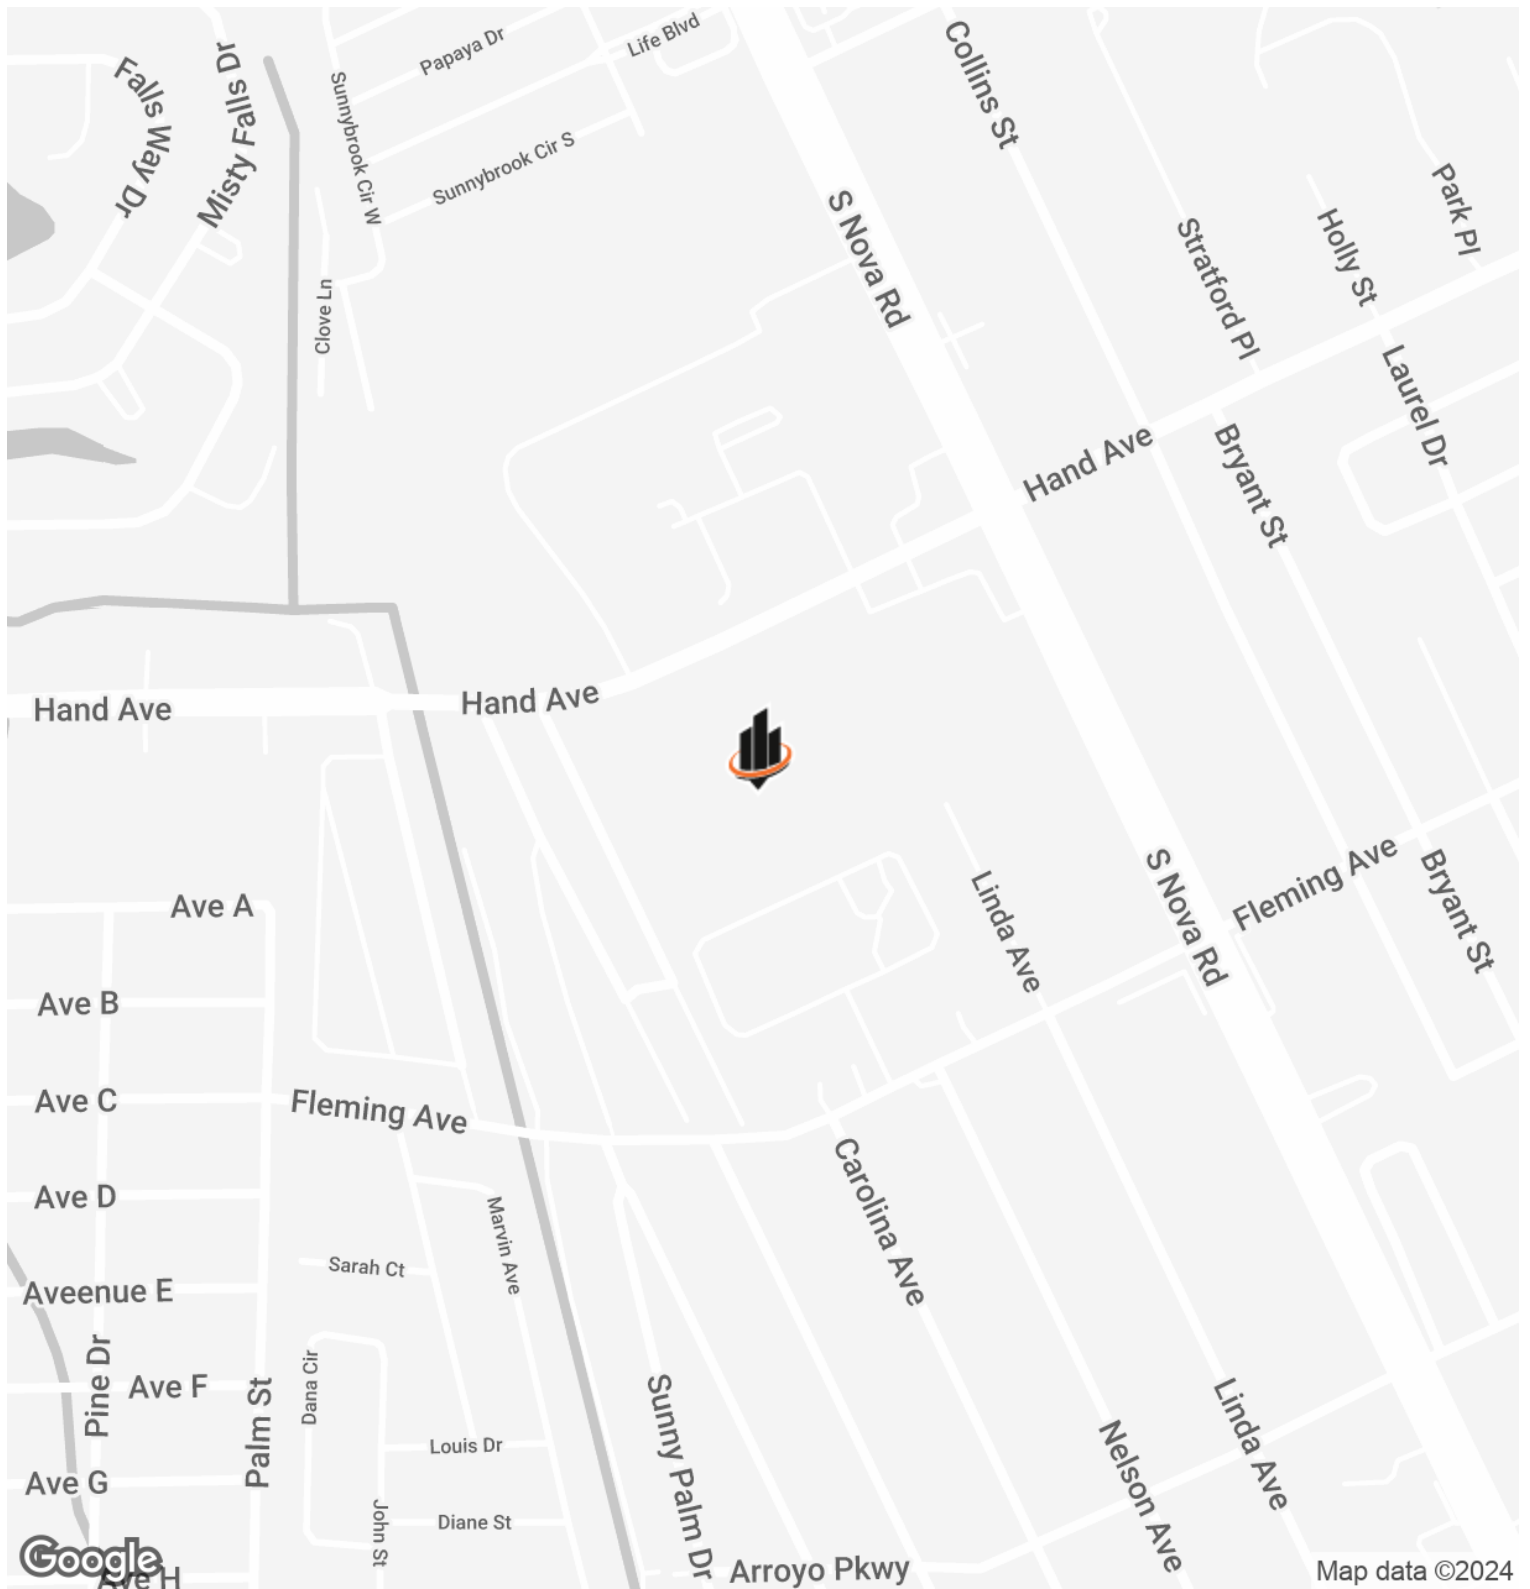 Falls Way Dr
Misty Falls Dr
Sunnybrook Cir W
Papaya Dr
Life Blvd
Sunnybrook Cir S
Collins St
S Nova Rd
Stratford Pl
Holly St
Park Pl
Clove Ln
Laurel Dr
Hand Ave
Bryant St
Hand Ave
Hand Ave
Ave A
Linda Ave
S Nova Rd
Fleming Ave
Bryant St
Ave B
Ave C
Fleming Ave
Ave D
Marvin Ave
Carolina Ave
Sarah Ct
Aveenue E
Pine Dr
Ave F
Palm St
Dana Cir
Sunny Palm Dr
Nelson Ave
Linda Ave
Louis Dr
Ave G
John St
Diane St
Google
Ave H
Arroyo Pkwy
Map data ©2024